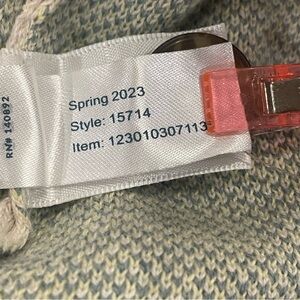 Spring 2023
Style: 15714
Item: 123010307113
RN# 140892